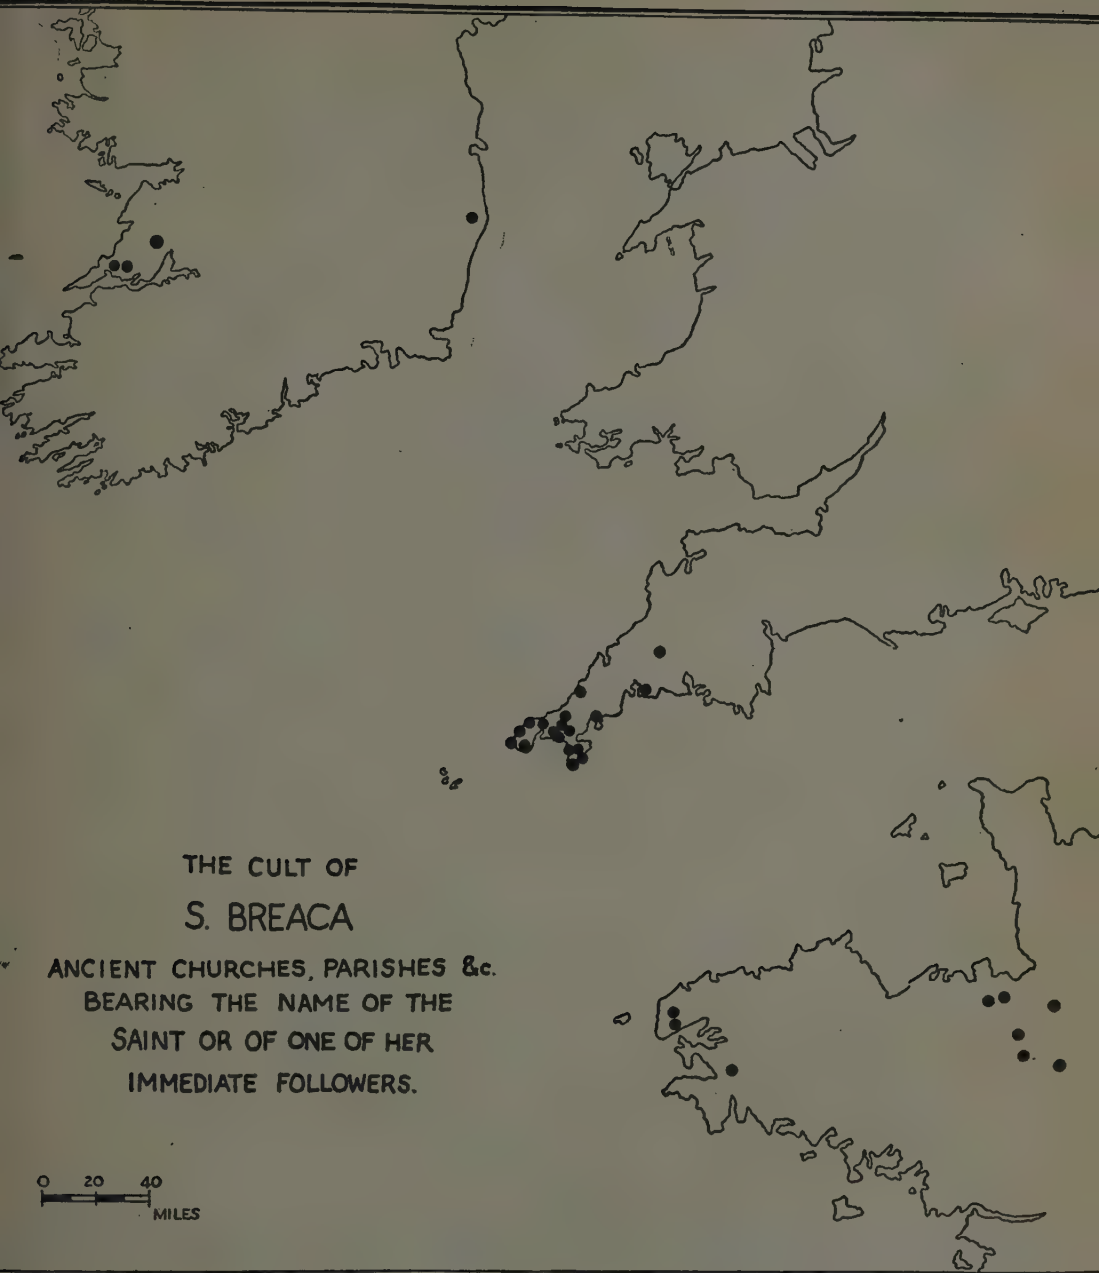 THE CULT OF
S. BREACA
ANCIENT CHURCHES, PARISHES &c.
BEARING THE NAME OF THE
SAINT OR OF ONE OF HER
IMMEDIATE FOLLOWERS.
0 20 40
MILES